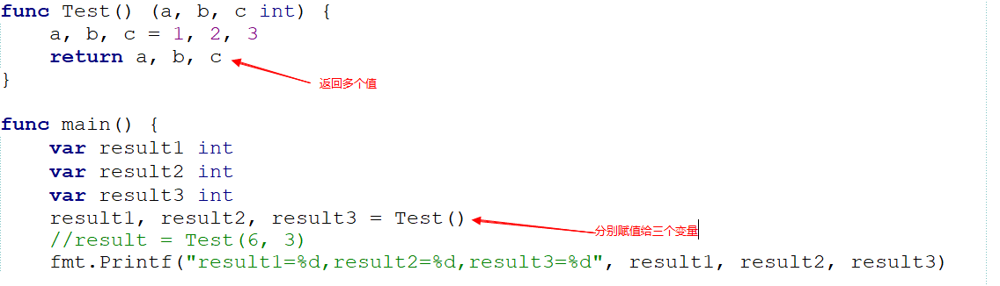 func Test() (a, b, c int) {
    a, b, c = 1, 2, 3
    return a, b, c
返回多个值
}
func main() {
    var result1 int
    var result2 int
    var result3 int
    result1, result2, result3 = Test()
分别赋值给三个变量
    //result = Test(6, 3)
    fmt.Printf("result1=%d,result2=%d,result3=%d", result1, result2, result3)